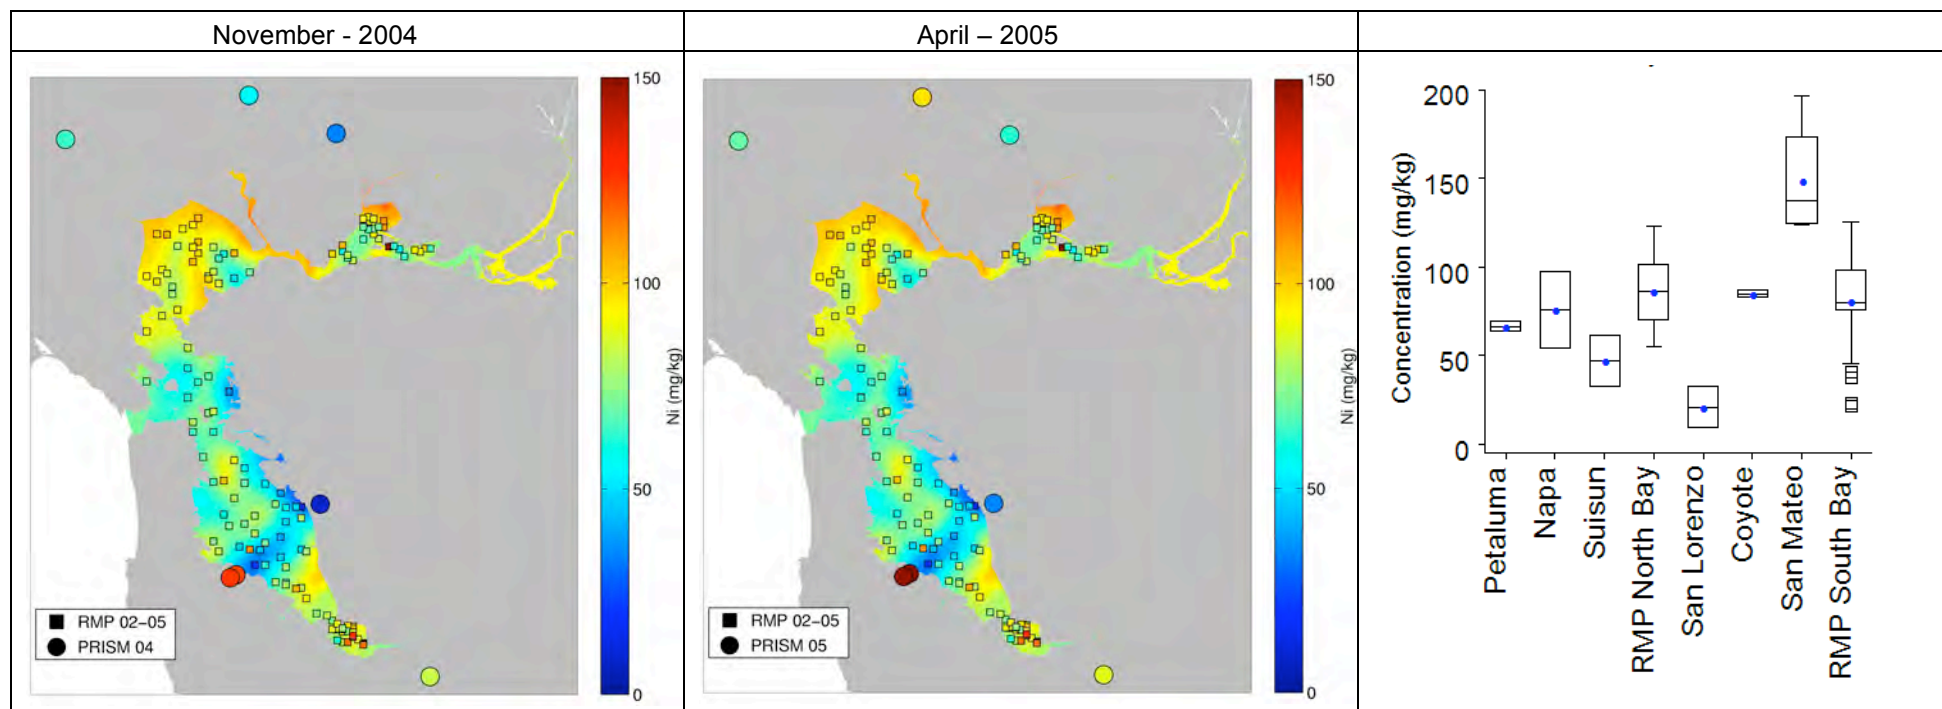 November - 2004
April – 2005
150
100
50
0
Ni (mg/kg)
RMP 02-05
PRISM 04
150
100
50
0
Ni (mg/kg)
RMP 02-05
PRISM 05
Concentration (mg/kg)
200
150
100
50
0
Petaluma
Napa
Suisun
RMP North Bay
San Lorenzo
Coyote
San Mateo
RMP South Bay